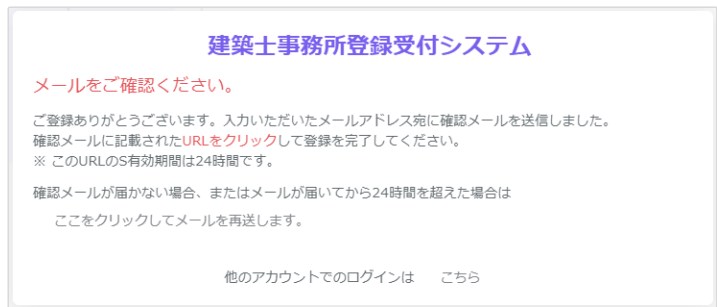 建築士事務所登録受付システム
メールをご確認ください。
ご登録ありがとうございます。入力いただいたメールアドレス宛に確認メールを送信しました。
確認メールに記載されたURLをクリックして登録を完了してください。
※ このURLのS有効期間は24時間です。
確認メールが届かない場合、またはメールが届いてから24時間を超えた場合は
ここをクリックしてメールを再送します。
他のアカウントでのログインは こちら